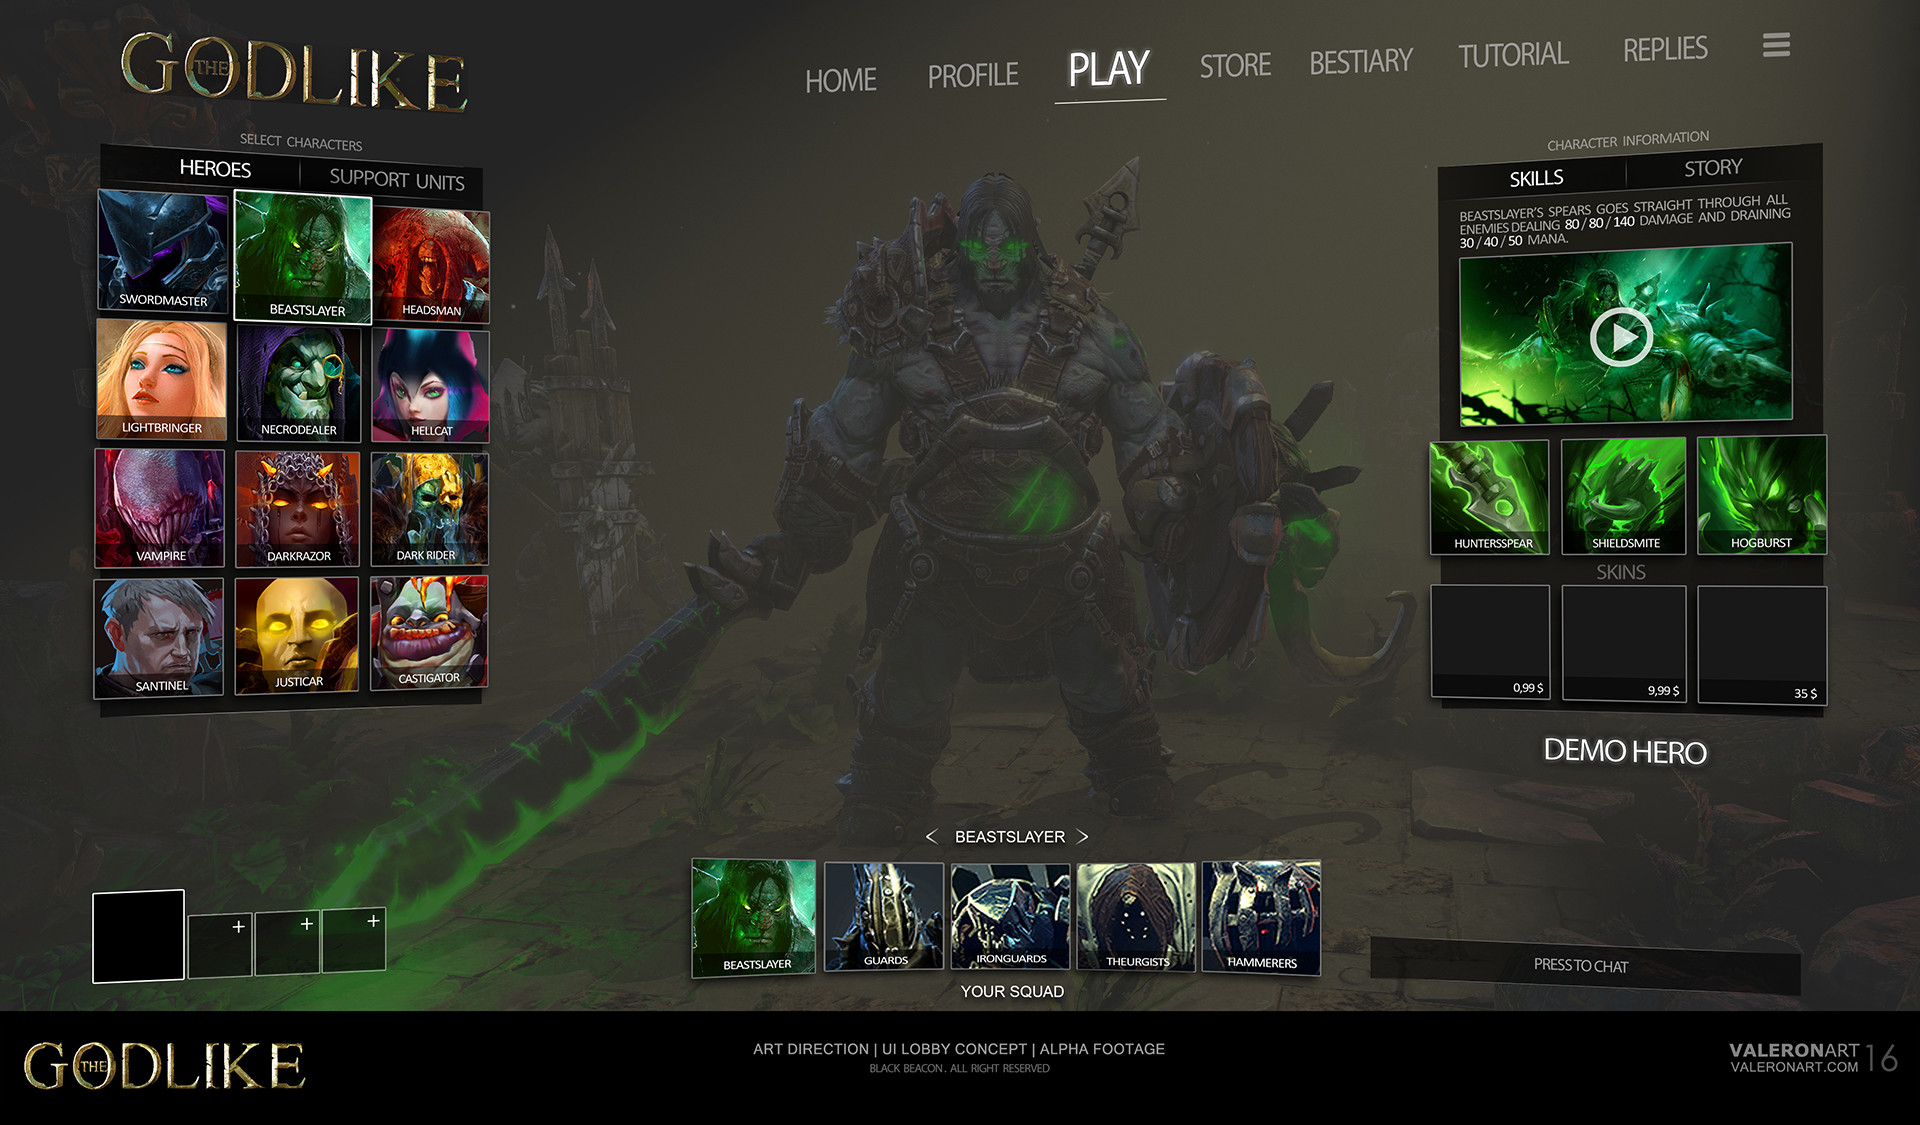 THE GODLIKE
HOME PROFILE PLAY STORE BESTIARY TUTORIAL REPLIES
SELECT CHARACTERS
HEROES SUPPORT UNITS
SWORDMASTER BEASTSLAYER HEADSMAN
LIGHTBRINGER NECRODEALER HELLCAT
VAMPIRE DARKRAZOR DARK RIDER
SANTINEL JUSTICAR CASTIGATOR
CHARACTER INFORMATION
SKILLS STORY
BEASTSLAYER'S SPEARS GOES STRAIGHT THROUGH ALL
ENEMIES DEALING 80/80/140 DAMAGE AND DRAINING
30/40/50 MANA.
HUNTERSSPEAR SHIELDSMITE HOGBURST
SKINS
0,99 $ 9,99 $ 35 $
DEMO HERO
< BEASTSLAYER >
+ + +
BEASTSLAYER GUARDS IRONGUARDS THEURGISTS HAMMERERS
YOUR SQUAD
PRESS TO CHAT
THE GODLIKE
ART DIRECTION | UI LOBBY CONCEPT | ALPHA FOOTAGE
BLACK BEACON. ALL RIGHT RESERVED
VALERONART 16
VALERONART.COM